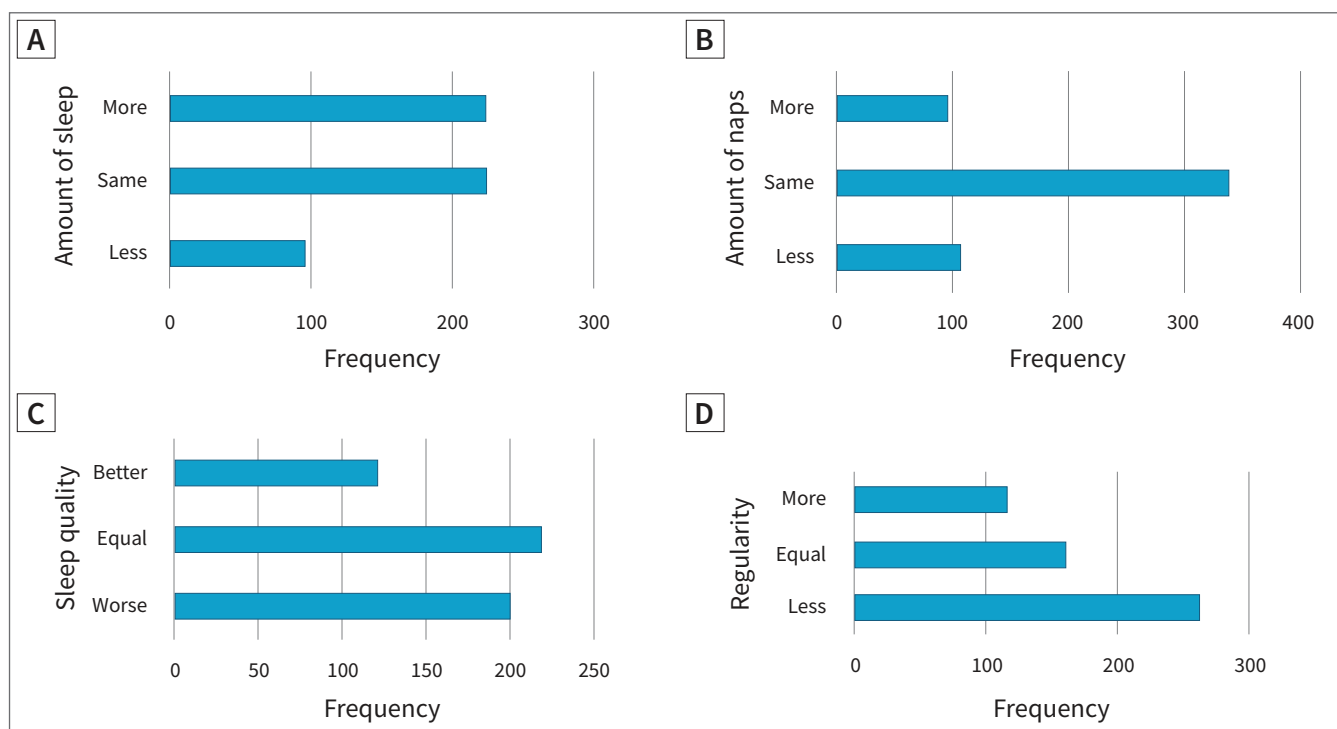 A
Amount of sleep
More
Same
Less
0 100 200 300
Frequency
B
Amount of naps
More
Same
Less
0 100 200 300 400
Frequency
C
Sleep quality
Better
Equal
Worse
0 50 100 150 200 250
Frequency
D
Regularity
More
Equal
Less
0 100 200 300
Frequency